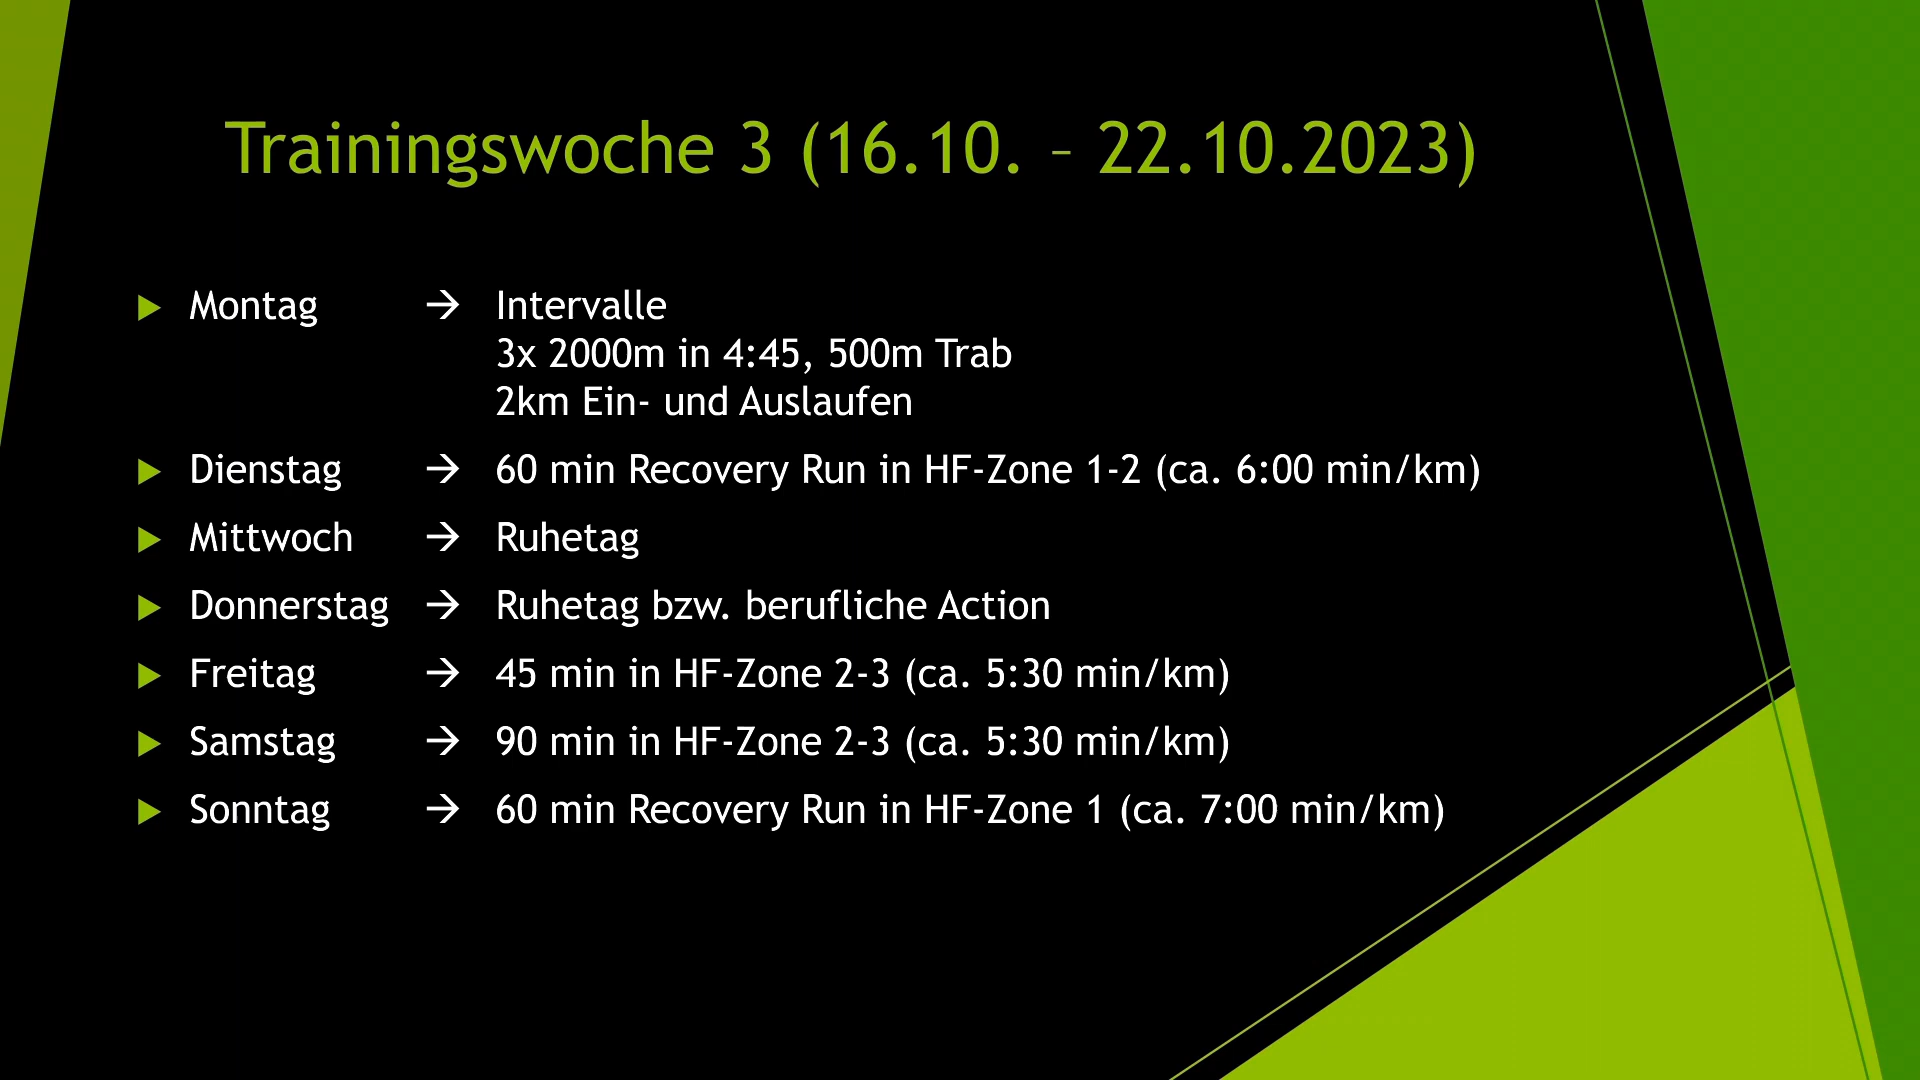 Trainingswoche 3 (16.10. – 22.10.2023)
Montag → Intervalle
3x 2000m in 4:45, 500m Trab
2km Ein- und Auslaufen
Dienstag → 60 min Recovery Run in HF-Zone 1-2 (ca. 6:00 min/km)
Mittwoch → Ruhetag
Donnerstag → Ruhetag bzw. berufliche Action
Freitag → 45 min in HF-Zone 2-3 (ca. 5:30 min/km)
Samstag → 90 min in HF-Zone 2-3 (ca. 5:30 min/km)
Sonntag → 60 min Recovery Run in HF-Zone 1 (ca. 7:00 min/km)